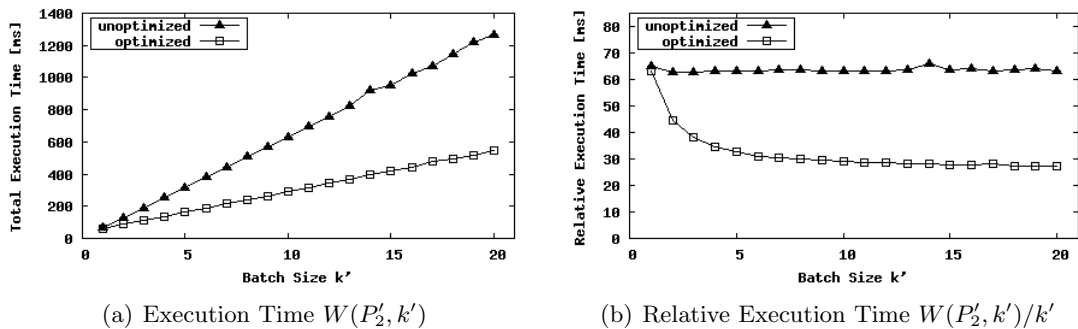 Total Execution Time [ms]
1400
1200
1000
800
600
400
200
0
unoptimized
optimized
0 5 10 15 20
Batch Size k'
(a) Execution Time W(P′₂, k′)
Relative Execution Time [ms]
80
70
60
50
40
30
20
10
0
unoptimized
optimized
0 5 10 15 20
Batch Size k'
(b) Relative Execution Time W(P′₂, k′)/k′